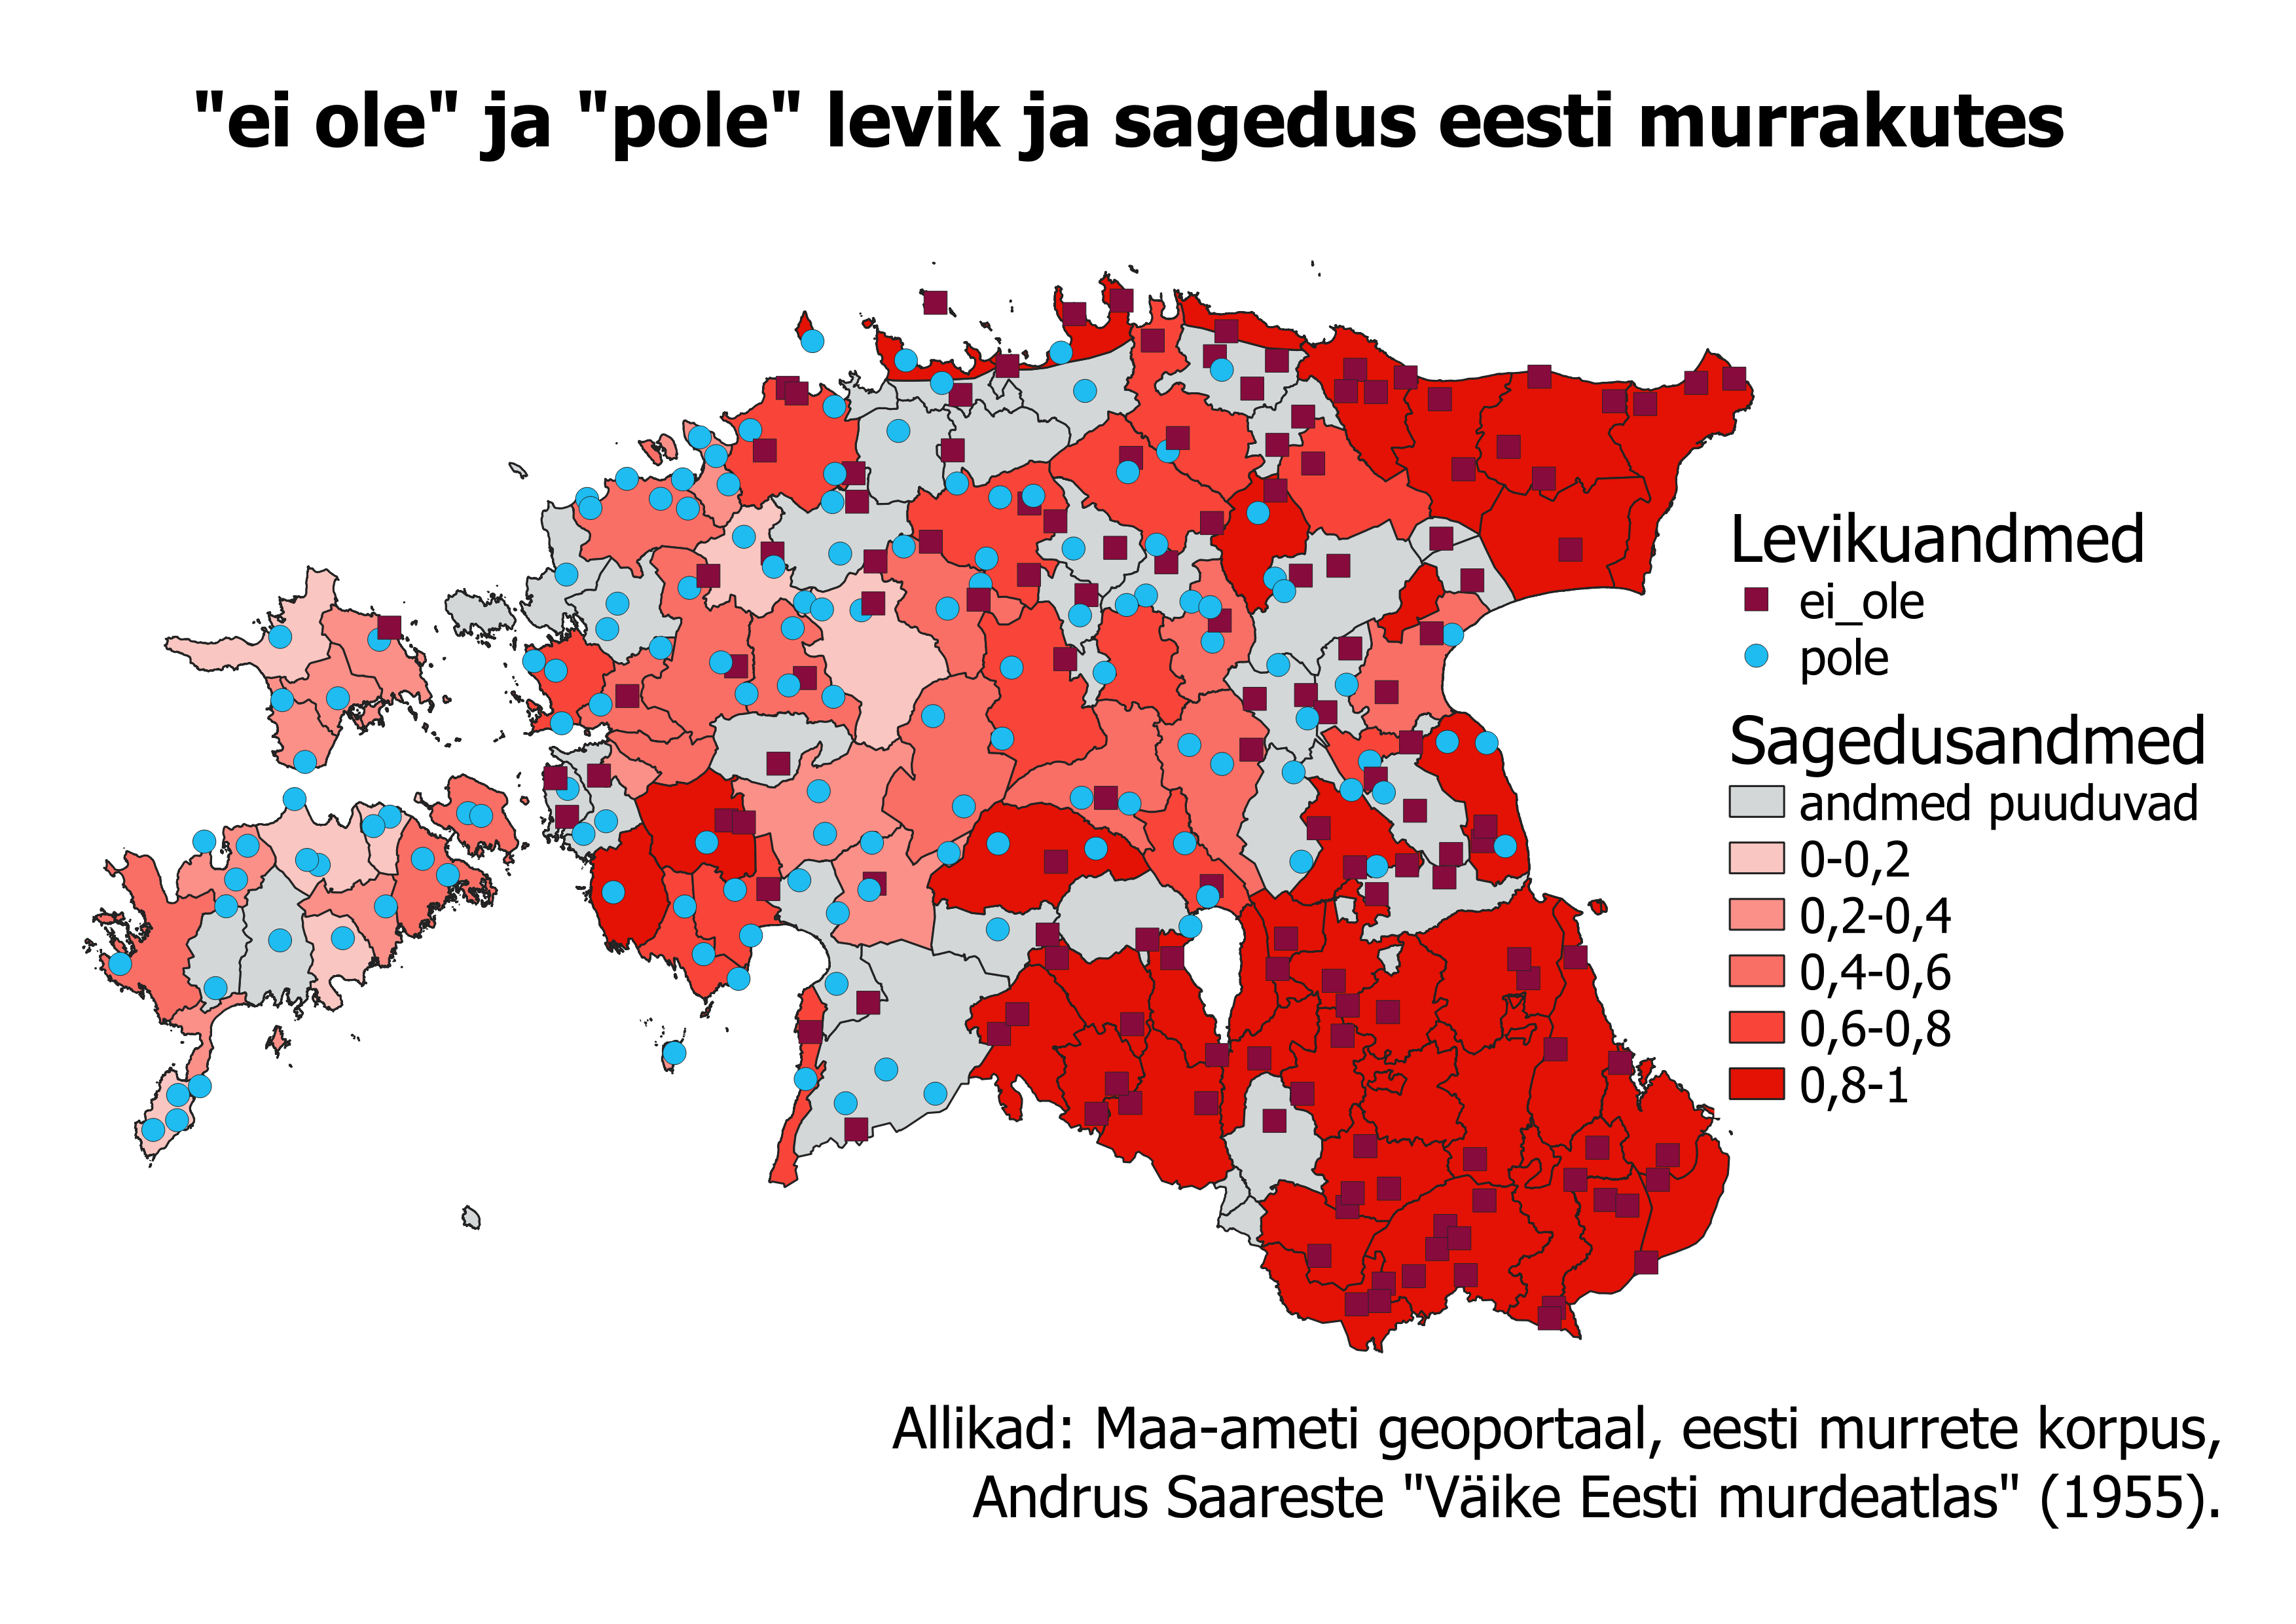 "ei ole" ja "pole" levik ja sagedus eesti murrakutes
Levikuandmed
ei_ole
pole
Sagedusandmed
andmed puuduvad
0-0,2
0,2-0,4
0,4-0,6
0,6-0,8
0,8-1
Allikad: Maa-ameti geoportaal, eesti murrete korpus,
Andrus Saareste "Väike Eesti murdeatlas" (1955).